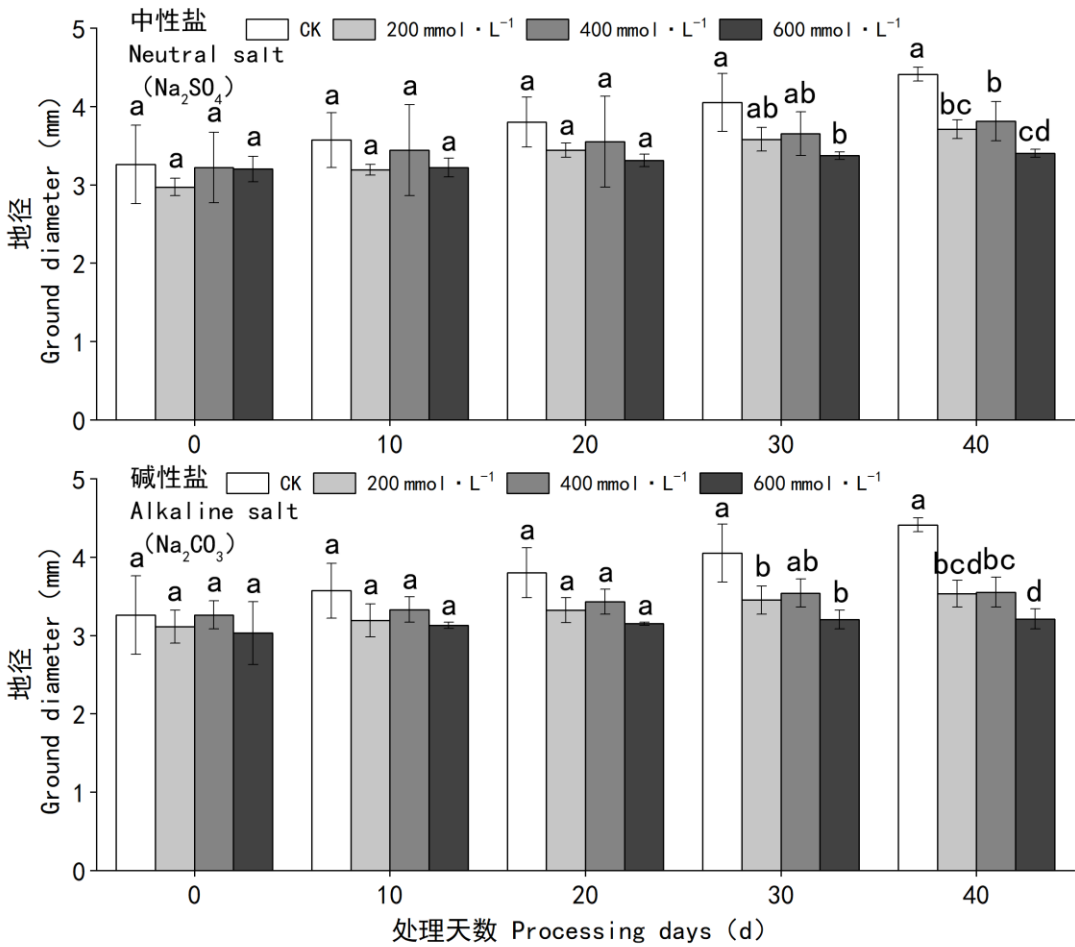 中性盐
Neutral salt
（Na₂SO₄）
CK 200 mmol·L⁻¹ 400 mmol·L⁻¹ 600 mmol·L⁻¹
地径
Ground diameter (mm)
5
4
3
2
1
0
a a a a
a a a a
a a a a
a ab ab b
a bc b cd
0 10 20 30 40
碱性盐
Alkaline salt
（Na₂CO₃）
CK 200 mmol·L⁻¹ 400 mmol·L⁻¹ 600 mmol·L⁻¹
地径
Ground diameter (mm)
5
4
3
2
1
0
a a a a
a a a a
a a a a
a b ab b
a bcd bc d
0 10 20 30 40
处理天数 Processing days (d)